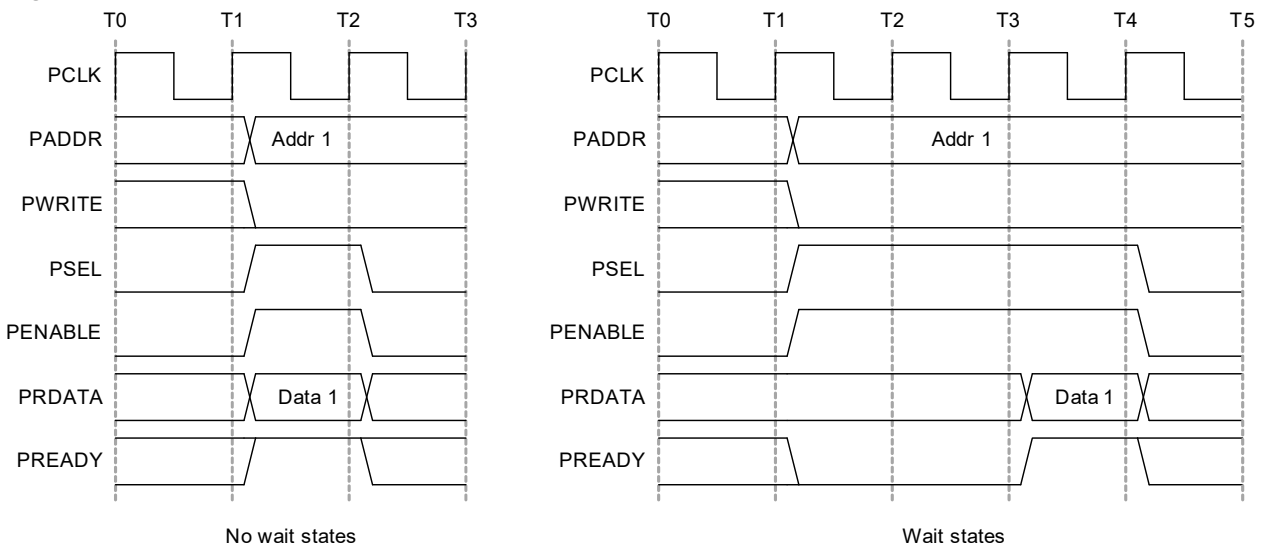 T0 T1 T2 T3 T0 T1 T2 T3 T4 T5
PCLK PCLK
PADDR Addr 1 PADDR Addr 1
PWRITE PWRITE
PSEL PSEL
PENABLE PENABLE
PRDATA Data 1 PRDATA Data 1
PREADY PREADY
No wait states Wait states